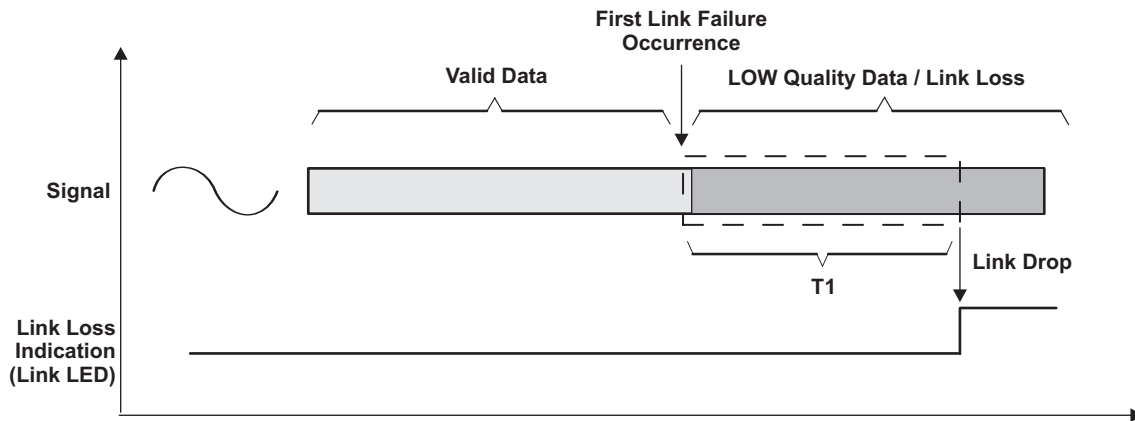 First Link Failure
Occurrence
Valid Data
LOW Quality Data / Link Loss
Signal
T1
Link Drop
Link Loss
Indication
(Link LED)